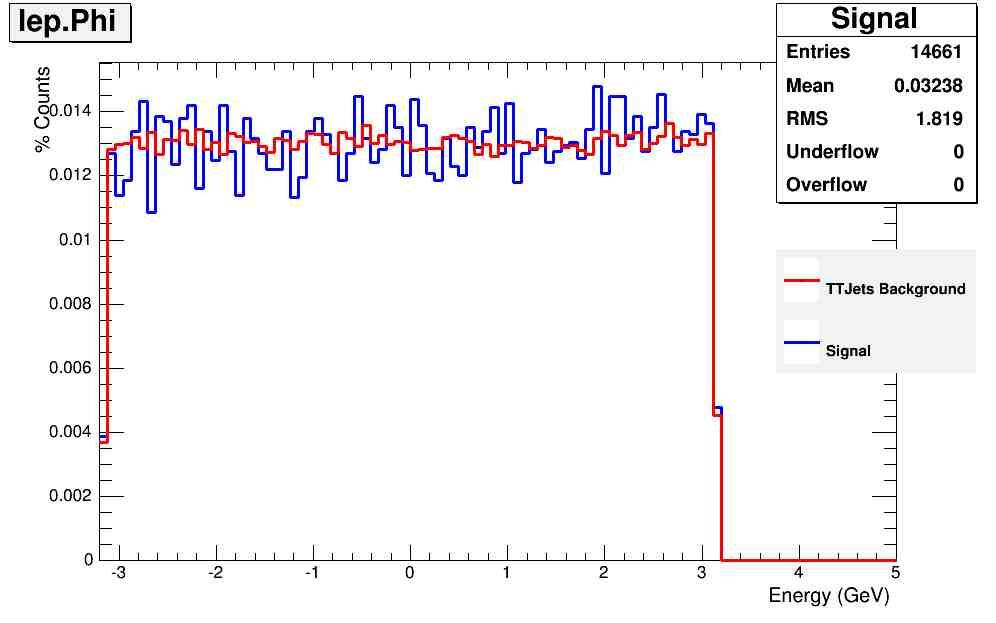 lep.Phi
Signal
Entries 14661
Mean 0.03238
RMS 1.819
Underflow 0
Overflow 0
% Counts
0.014
0.012
0.01
0.008
0.006
0.004
0.002
0
TTJets Background
Signal
-3 -2 -1 0 1 2 3 4 5
Energy (GeV)